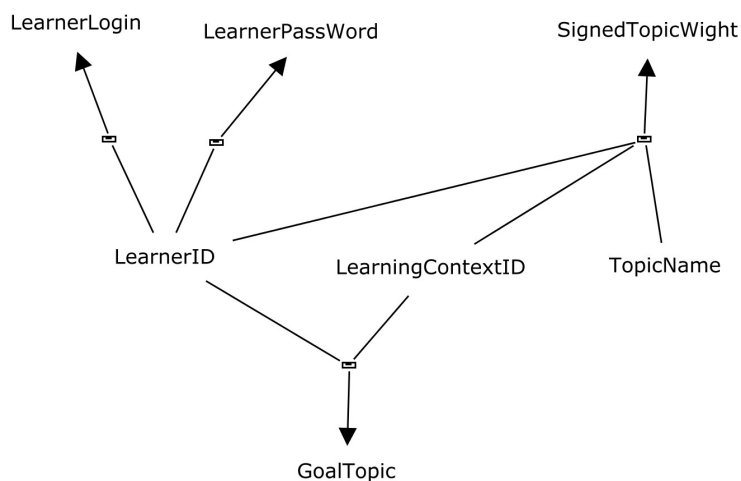 LearnerLogin
LearnerPassWord
SignedTopicWight
LearnerID
LearningContextID
TopicName
GoalTopic